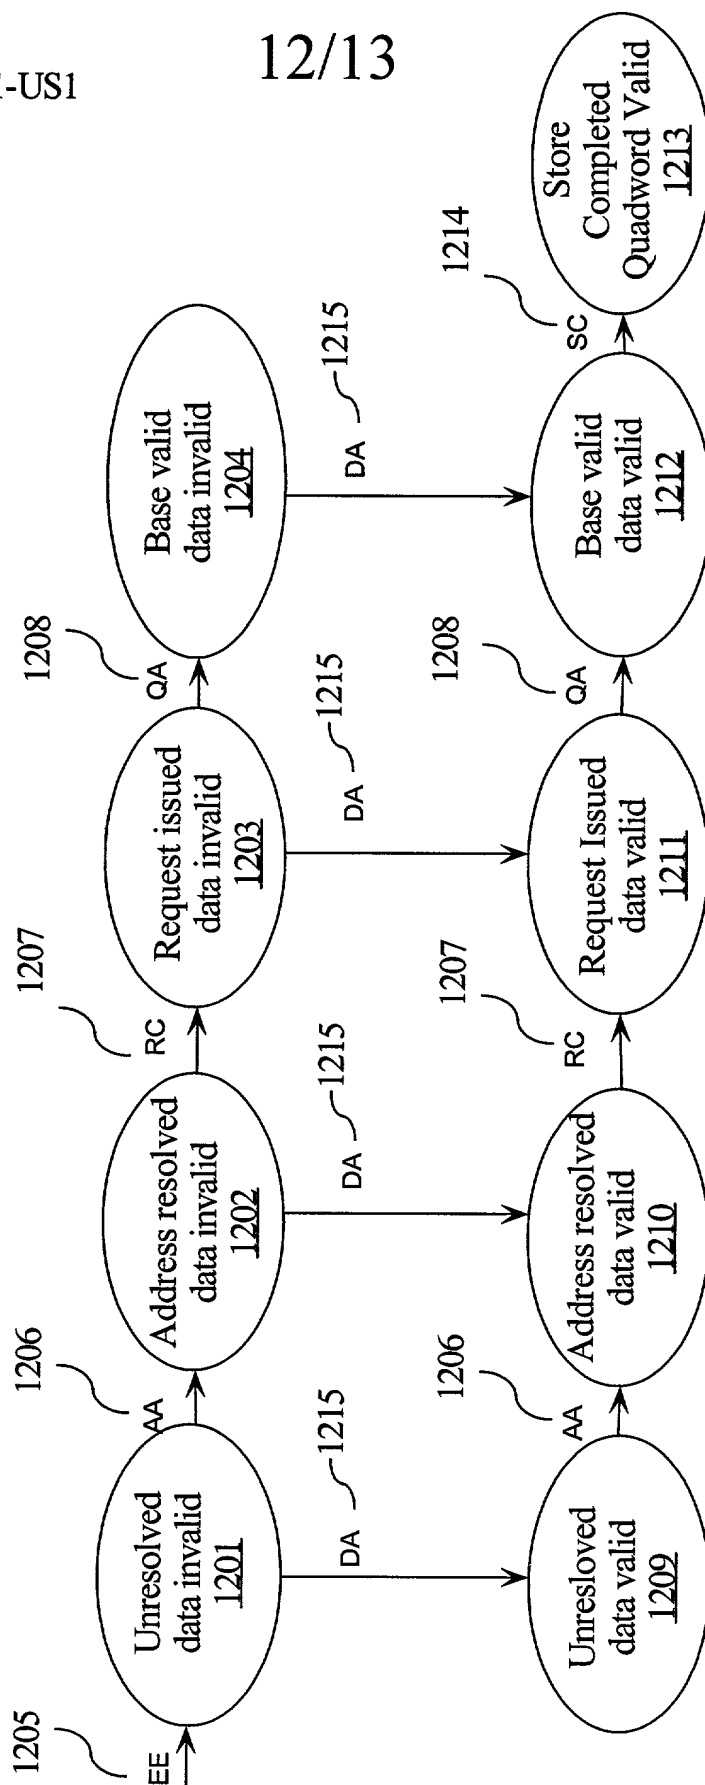 -US1
12/13
1205
EE
Unresolved
data invalid
1201
1206
AA
Address resolved
data invalid
1202
1207
RC
Request issued
data invalid
1203
1208
QA
Base valid
data invalid
1204
DA
1215
DA
1215
DA
1215
DA
1215
Unresloved
data valid
1209
1206
AA
Address resolved
data valid
1210
1207
RC
Request Issued
data valid
1211
1208
QA
Base valid
data valid
1212
1214
SC
Store
Completed
Quadword Valid
1213